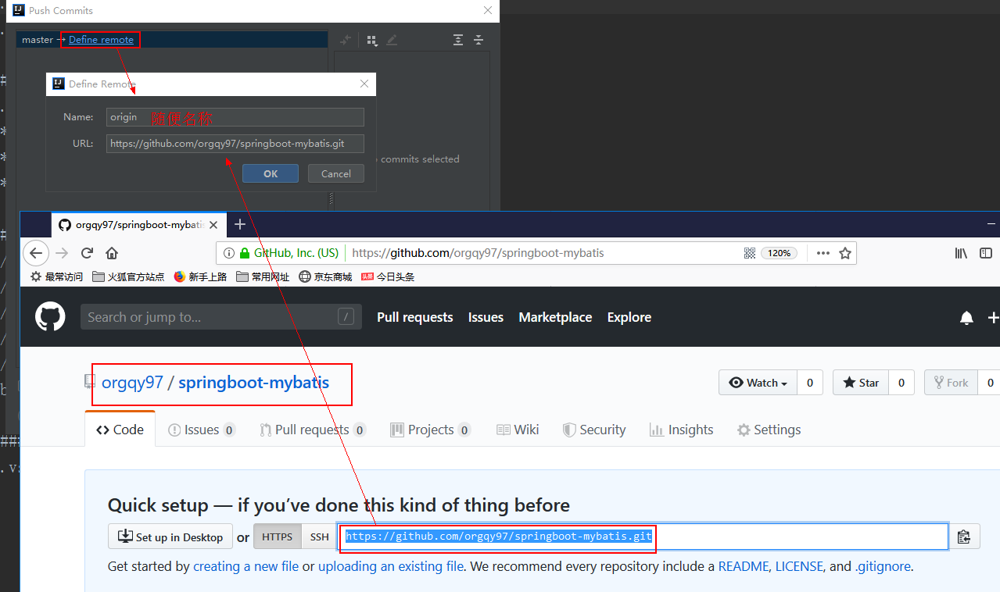 Push Commits
master → Define remote
Define Remote
Name: origin 随便名称
URL: https://github.com/orgqy97/springboot-mybatis.git
commits selected
OK Cancel
orgqy97/springboot-mybatis
GitHub, Inc. (US) https://github.com/orgqy97/springboot-mybatis 120%
最常访问 火狐官方站点 新手上路 常用网址 京东商城 头条 今日头条
Search or jump to... / Pull requests Issues Marketplace Explore
orgqy97 / springboot-mybatis
Watch 0 Star 0 Fork 0
Code Issues 0 Pull requests 0 Projects 0 Wiki Security Insights Settings
Quick setup — if you’ve done this kind of thing before
Set up in Desktop or HTTPS SSH https://github.com/orgqy97/springboot-mybatis.git
Get started by creating a new file or uploading an existing file. We recommend every repository include a README, LICENSE, and .gitignore.